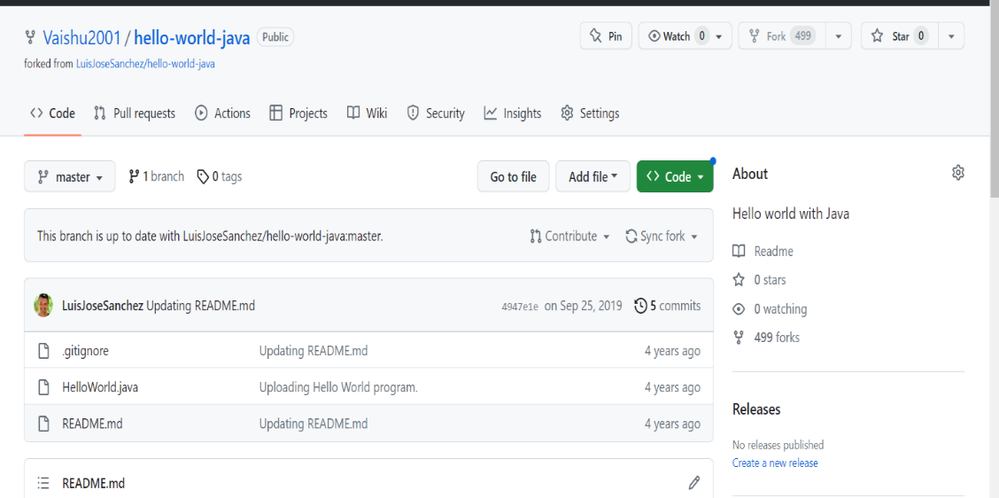 Vaishu2001 / hello-world-java Public
Pin Watch 0 Fork 499 Star 0
forked from LuisJoseSanchez/hello-world-java
Code Pull requests Actions Projects Wiki Security Insights Settings
master 1 branch 0 tags Go to file Add file Code
About
Hello world with Java
This branch is up to date with LuisJoseSanchez/hello-world-java:master. Contribute Sync fork
Readme
0 stars
0 watching
499 forks
LuisJoseSanchez Updating README.md 4947e1e on Sep 25, 2019 5 commits
.gitignore Updating README.md 4 years ago
HelloWorld.java Uploading Hello World program. 4 years ago
README.md Updating README.md 4 years ago
Releases
No releases published
Create a new release
README.md